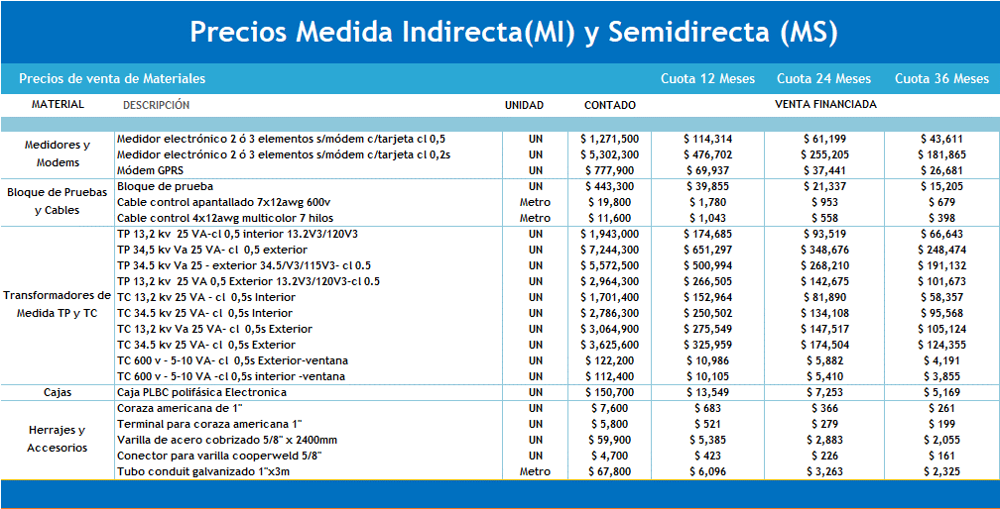 Precios Medida Indirecta(MI) y Semidirecta (MS)
Precios de venta de Materiales Cuota 12 Meses Cuota 24 Meses Cuota 36 Meses
MATERIAL DESCRIPCIÓN UNIDAD CONTADO VENTA FINANCIADA
Medidores y Modems
Medidor electrónico 2 ó 3 elementos s/módem c/tarjeta cl 0,5 UN $ 1,271,500 $ 114,314 $ 61,199 $ 43,611
Medidor electrónico 2 ó 3 elementos s/módem c/tarjeta cl 0,2s UN $ 5,302,300 $ 476,702 $ 255,205 $ 181,865
Módem GPRS UN $ 777,900 $ 69,937 $ 37,441 $ 26,681
Bloque de Pruebas y Cables
Bloque de prueba UN $ 443,300 $ 39,855 $ 21,337 $ 15,205
Cable control apantallado 7x12awg 600v Metro $ 19,800 $ 1,780 $ 953 $ 679
Cable control 4x12awg multicolor 7 hilos Metro $ 11,600 $ 1,043 $ 558 $ 398
Transformadores de Medida TP y TC
TP 13,2 kv 25 VA-cl 0,5 interior 13.2V3/120V3 UN $ 1,943,000 $ 174,685 $ 93,519 $ 66,643
TP 34,5 kv Va 25 VA- cl 0,5 exterior UN $ 7,244,300 $ 651,297 $ 348,676 $ 248,474
TP 34.5 kv Va 25 - exterior 34.5/V3/115V3- cl 0.5 UN $ 5,572,500 $ 500,994 $ 268,210 $ 191,132
TP 13,2 kv 25 VA 0,5 Exterior 13.2V3/120V3-cl 0.5 UN $ 2,964,300 $ 266,505 $ 142,675 $ 101,673
TC 13,2 kv 25 VA - cl 0,5s Interior UN $ 1,701,400 $ 152,964 $ 81,890 $ 58,357
TC 34.5 kv 25 VA- cl 0,5s Interior UN $ 2,786,300 $ 250,502 $ 134,108 $ 95,568
TC 13,2 kv Va 25 VA- cl 0,5s Exterior UN $ 3,064,900 $ 275,549 $ 147,517 $ 105,124
TC 34.5 kv 25 VA- cl 0,5s Exterior UN $ 3,625,600 $ 325,959 $ 174,504 $ 124,355
TC 600 v - 5-10 VA- cl 0,5s Exterior-ventana UN $ 122,200 $ 10,986 $ 5,882 $ 4,191
TC 600 v - 5-10 VA -cl 0,5s interior -ventana UN $ 112,400 $ 10,105 $ 5,410 $ 3,855
Cajas Caja PLBC polifásica Electronica UN $ 150,700 $ 13,549 $ 7,253 $ 5,169
Herrajes y Accesorios
Coraza americana de 1" UN $ 7,600 $ 683 $ 366 $ 261
Terminal para coraza americana 1" UN $ 5,800 $ 521 $ 279 $ 199
Varilla de acero cobrizado 5/8" x 2400mm UN $ 59,900 $ 5,385 $ 2,883 $ 2,055
Conector para varilla cooperweld 5/8" UN $ 4,700 $ 423 $ 226 $ 161
Tubo conduit galvanizado 1"x3m Metro $ 67,800 $ 6,096 $ 3,263 $ 2,325